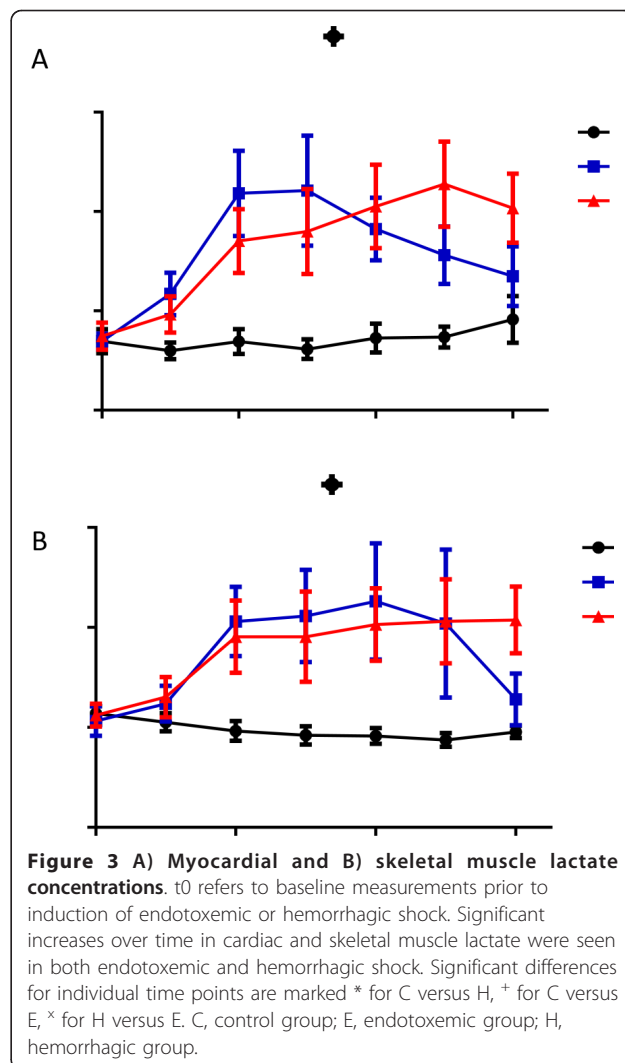 A
B
Figure 3 A) Myocardial and B) skeletal muscle lactate
concentrations. t0 refers to baseline measurements prior to
induction of endotoxemic or hemorrhagic shock. Significant
increases over time in cardiac and skeletal muscle lactate were seen
in both endotoxemic and hemorrhagic shock. Significant differences
for individual time points are marked * for C versus H, + for C versus
E, x for H versus E. C, control group; E, endotoxemic group; H,
hemorrhagic group.